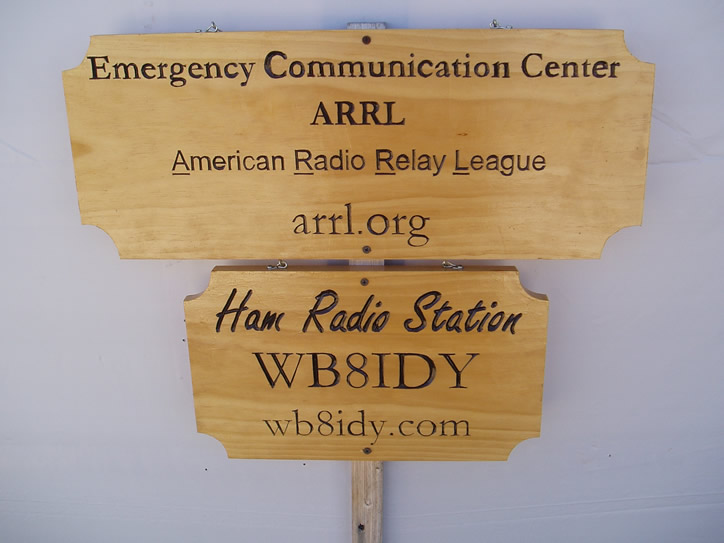 Emergency Communication Center
ARRL
American Radio Relay League
arrl.org
Ham Radio Station
WB8IDY
wb8idy.com